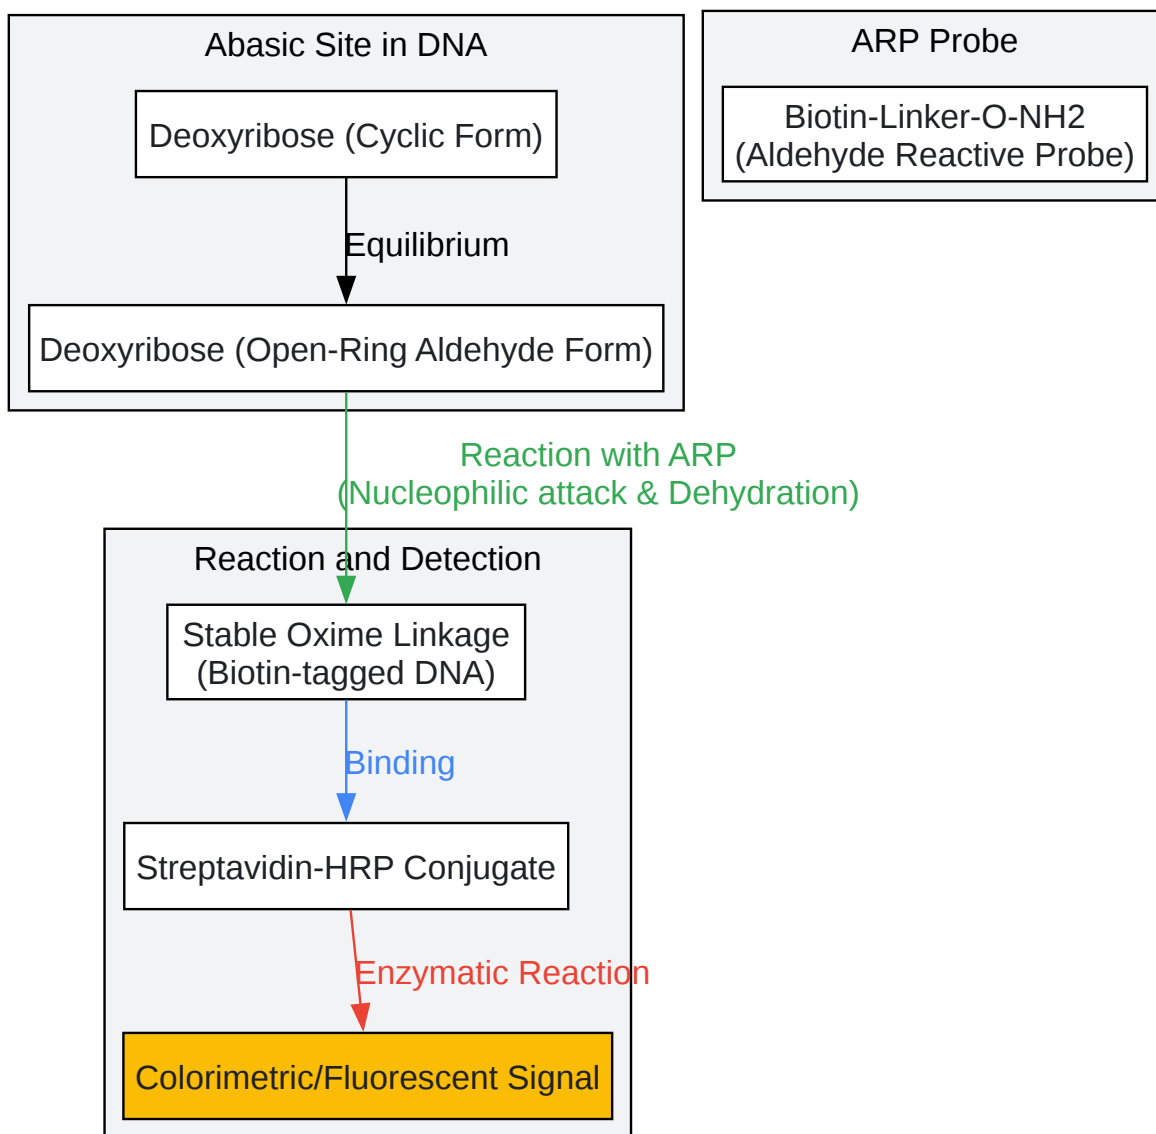 Abasic Site in DNA
Deoxyribose (Cyclic Form)
Equilibrium
Deoxyribose (Open-Ring Aldehyde Form)
ARP Probe
Biotin-Linker-O-NH2
(Aldehyde Reactive Probe)
Reaction with ARP
(Nucleophilic attack & Dehydration)
Reaction and Detection
Stable Oxime Linkage
(Biotin-tagged DNA)
Binding
Streptavidin-HRP Conjugate
Enzymatic Reaction
Colorimetric/Fluorescent Signal